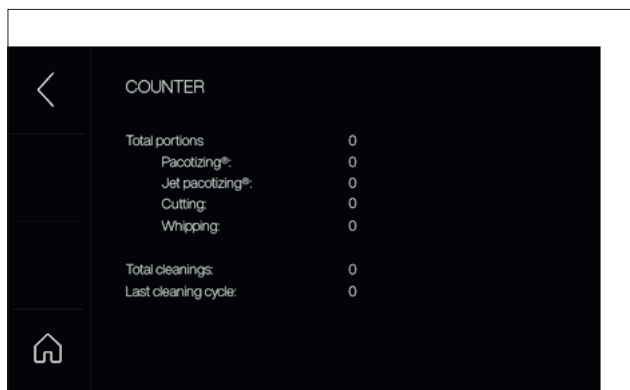 COUNTER
Total portions 0
Pacotizing®: 0
Jet pacotizing®: 0
Cutting: 0
Whipping: 0
Total cleanings: 0
Last cleaning cycle: 0